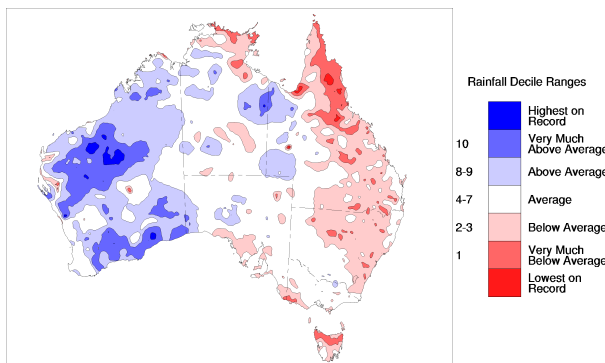 Rainfall Decile Ranges
Highest on
Record
10
Very Much
Above Average
8-9
Above Average
4-7
Average
2-3
Below Average
1
Very Much
Below Average
Lowest on
Record